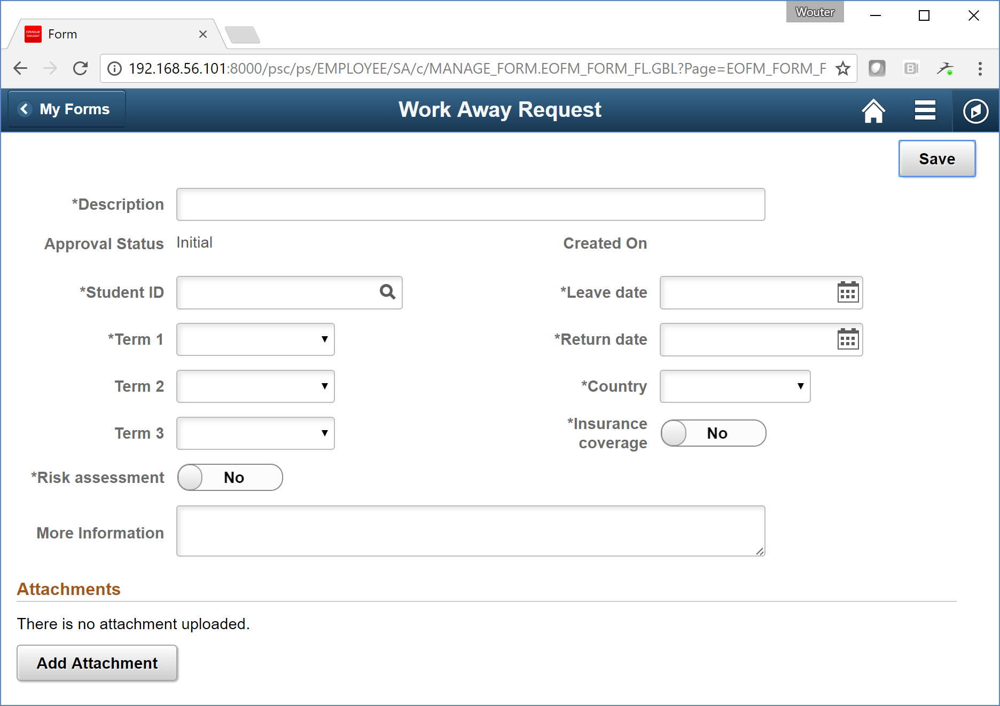 Wouter
ORACLE
PEOPLESOFT
Form
192.168.56.101:8000/psc/ps/EMPLOYEE/SA/c/MANAGE_FORM.EOFM_FORM_FL.GBL?Page=EOFM_FORM_F
My Forms
Work Away Request
Save
*Description
Approval Status Initial Created On
*Student ID *Leave date
*Term 1 *Return date
Term 2 *Country
Term 3 *Insurance coverage No
*Risk assessment No
More Information
Attachments
There is no attachment uploaded.
Add Attachment